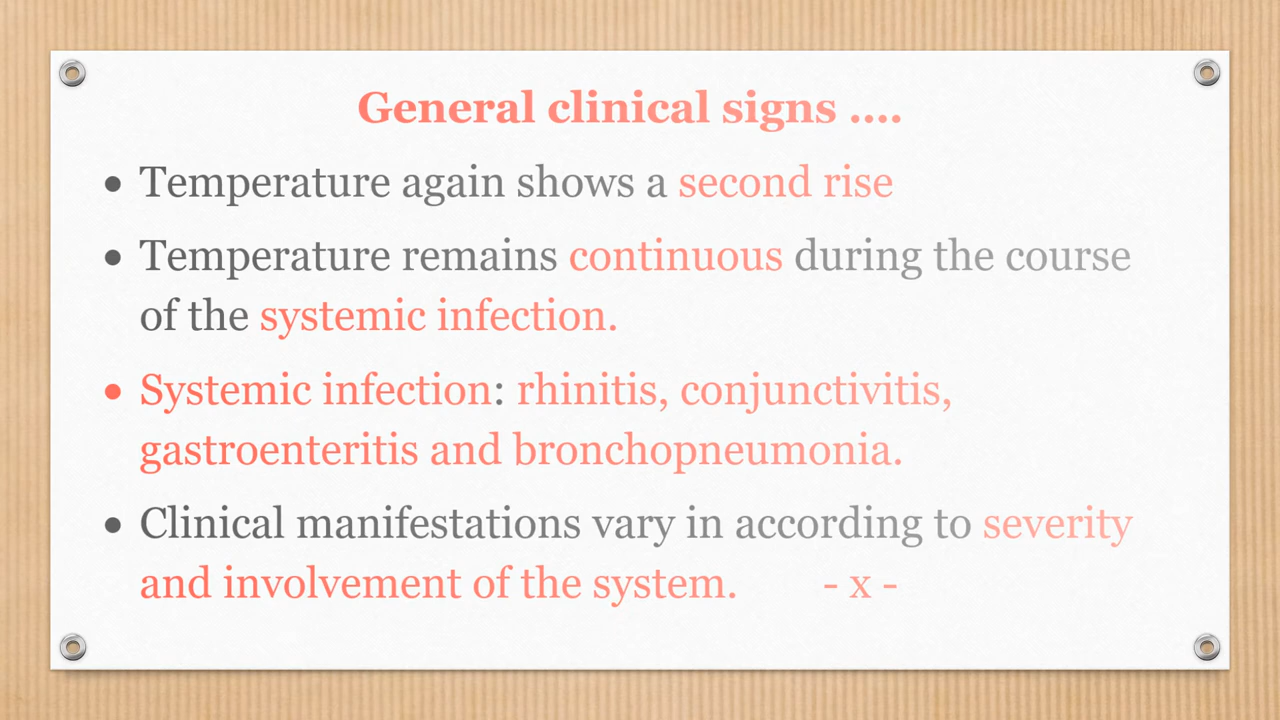 General clinical signs ....
• Temperature again shows a second rise
• Temperature remains continuous during the course
of the systemic infection.
• Systemic infection: rhinitis, conjunctivitis,
gastroenteritis and bronchopneumonia.
• Clinical manifestations vary in according to severity
and involvement of the system. - x -